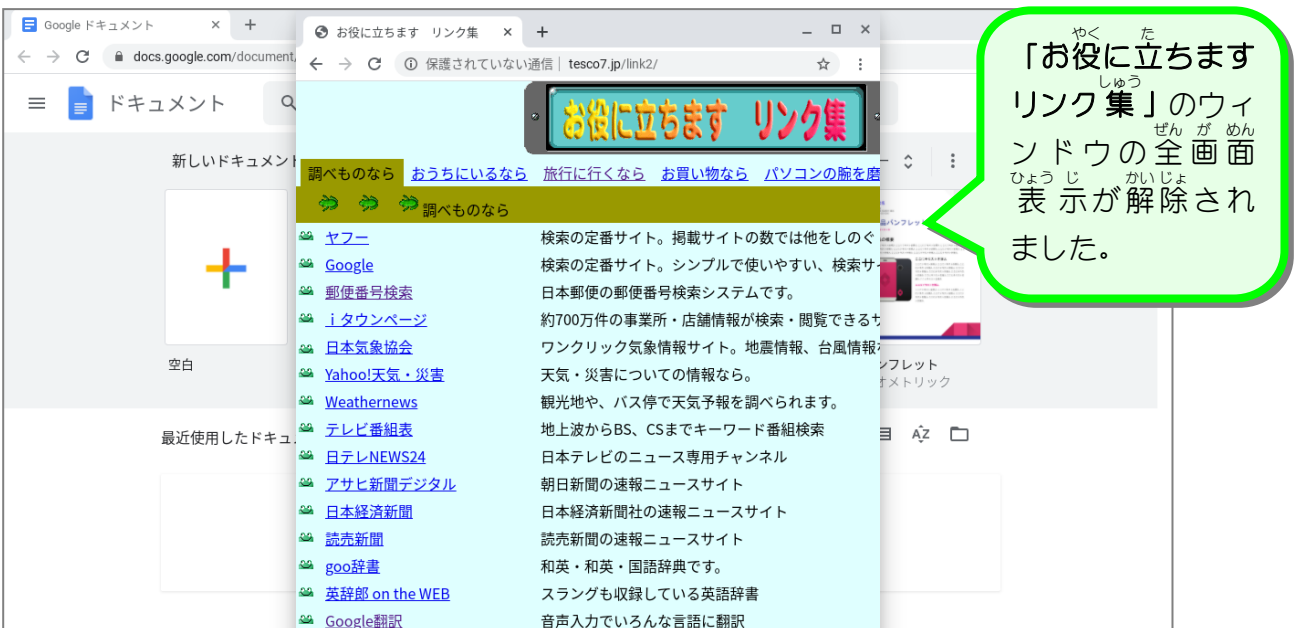 Google ドキュメント
docs.google.com/document
ドキュメント
新しいドキュメント
空白
最近使用したドキュ
お役に立ちます リンク集
保護されていない通信 | tesco7.jp/link2/
お役に立ちます リンク集
調べものなら おうちにいるなら 旅行に行くなら お買い物なら パソコンの腕を磨
調べものなら
ヤフー 検索の定番サイト。掲載サイトの数では他をしのぐ
Google 検索の定番サイト。シンプルで使いやすい、検索サ
郵便番号検索 日本郵便の郵便番号検索システムです。
iタウンページ 約700万件の事業所・店舗情報が検索・閲覧できるサ
日本気象協会 ワンクリック気象情報サイト。地震情報、台風情報
Yahoo!天気・災害 天気・災害についての情報なら。
Weathernews 観光地や、バス停で天気予報を調べられます。
テレビ番組表 地上波からBS、CSまでキーワード番組検索
日テレNEWS24 日本テレビのニュース専用チャンネル
アサヒ新聞デジタル 朝日新聞の速報ニュースサイト
日本経済新聞 日本経済新聞社の速報ニュースサイト
読売新聞 読売新聞の速報ニュースサイト
goo辞書 和英・和英・国語辞典です。
英辞郎 on the WEB スラングも収録している英語辞書
Google翻訳 音声入力でいろんな言語に翻訳
ンフレット
オメトリック
AZ
やく た
「お役に立ちます
しゅう
リンク集」のウィ
ぜん が めん
ンドウの全画面
ひょう じ かいじょ
表示が解除され
ました。